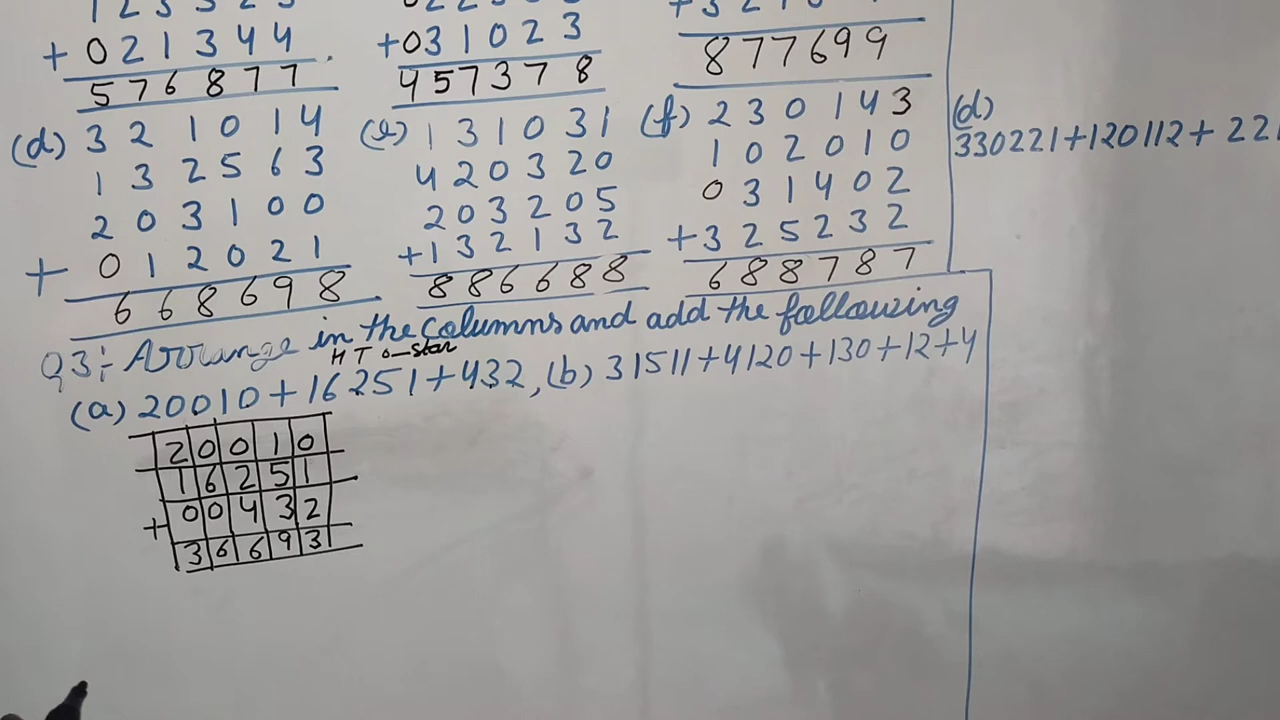 + 0 2 1 3 4 4
5 7 6 8 7 7
+ 0 3 1 0 2 3
4 5 7 3 7 8
8 7 7 6 9 9
(d) 3 2 1 0 1 4
1 3 2 5 6 3
2 0 3 1 0 0
+ 0 1 2 0 2 1
6 6 8 6 9 8
(e) 1 3 1 0 3 1
4 2 0 3 2 0
2 0 3 2 0 5
+ 1 3 2 1 3 2
8 8 6 6 8 8
(f) 2 3 0 1 4 3
1 0 2 0 1 0
0 3 1 4 0 2
+ 3 2 5 2 3 2
6 8 8 7 8 7
(d)
330221+120112+ 221
Q3:- Arrange in the columns and add the following
H T o-star
(a) 20010 + 16251+432, (b) 31511+4120+130+12+4
2 0 0 1 0
1 6 2 5 1
+ 0 0 4 3 2
3 6 6 9 3